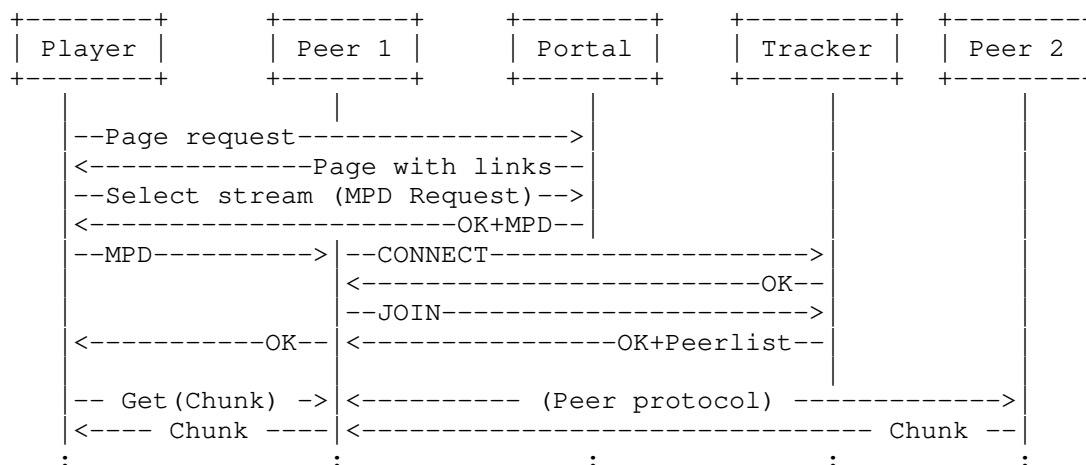 Player Peer 1 Portal Tracker Peer 2
--Page request----------------->
<--------------Page with links--
--Select stream (MPD Request)-->
<-----------------------OK+MPD--
--MPD----------> --CONNECT--------------------->
<-------------------------OK--
--JOIN------------------------>
<-----------OK-- <----------------OK+Peerlist--
-- Get(Chunk) -> <---------- (Peer protocol) ------------->
<---- Chunk ---- <--------------------------------- Chunk --